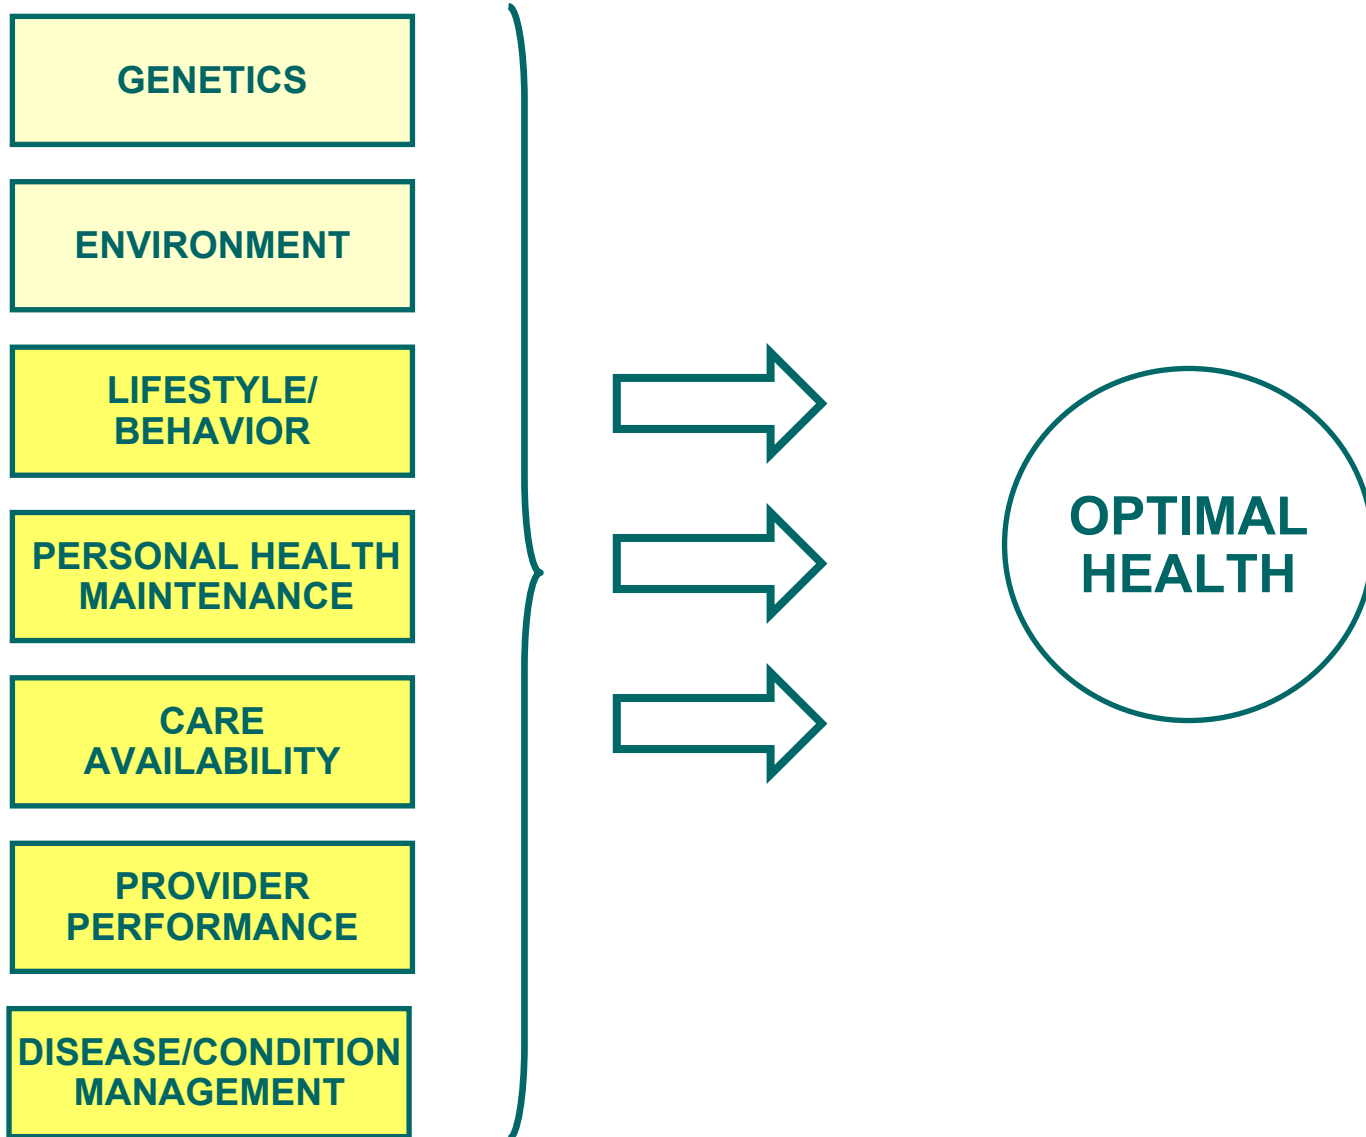 GENETICS
ENVIRONMENT
LIFESTYLE/
BEHAVIOR
PERSONAL HEALTH
MAINTENANCE
CARE
AVAILABILITY
PROVIDER
PERFORMANCE
DISEASE/CONDITION
MANAGEMENT
OPTIMAL
HEALTH